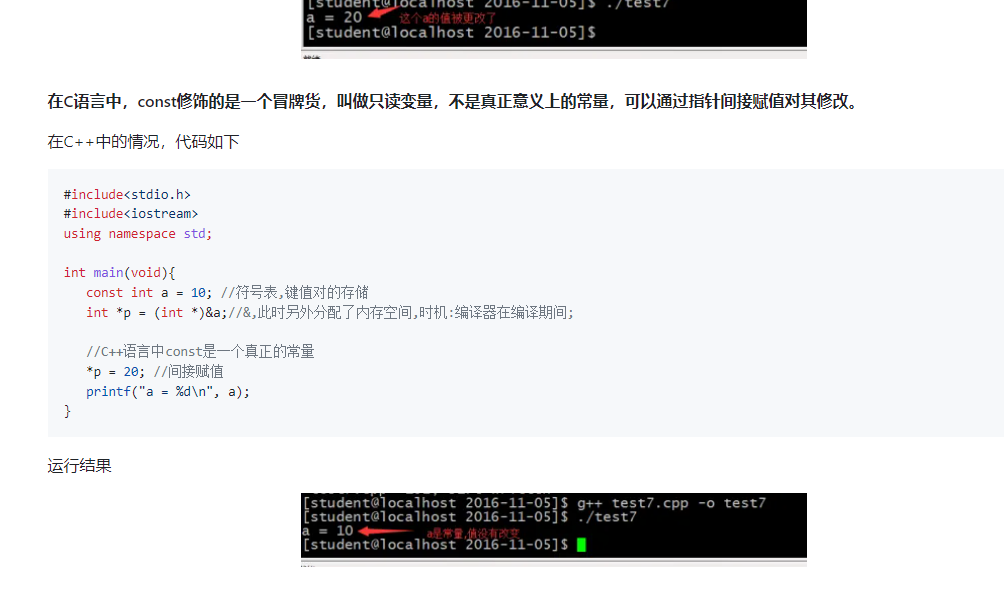 [student@localhost 2016-11-05]$ ./test7
a = 20 这个a的值被更改了
[student@localhost 2016-11-05]$
在C语言中，const修饰的是一个冒牌货，叫做只读变量，不是真正意义上的常量，可以通过指针间接赋值对其修改。
在C++中的情况，代码如下
#include<stdio.h>
#include<iostream>
using namespace std;
int main(void){
const int a = 10; //符号表,键值对的存储
int *p = (int *)&a;//&,此时另外分配了内存空间,时机:编译器在编译期间;
//C++语言中const是一个真正的常量
*p = 20; //间接赋值
printf("a = %d\n", a);
}
运行结果
[student@localhost 2016-11-05]$ g++ test7.cpp -o test7
[student@localhost 2016-11-05]$ ./test7
a = 10 a是常量,值没有改变
[student@localhost 2016-11-05]$